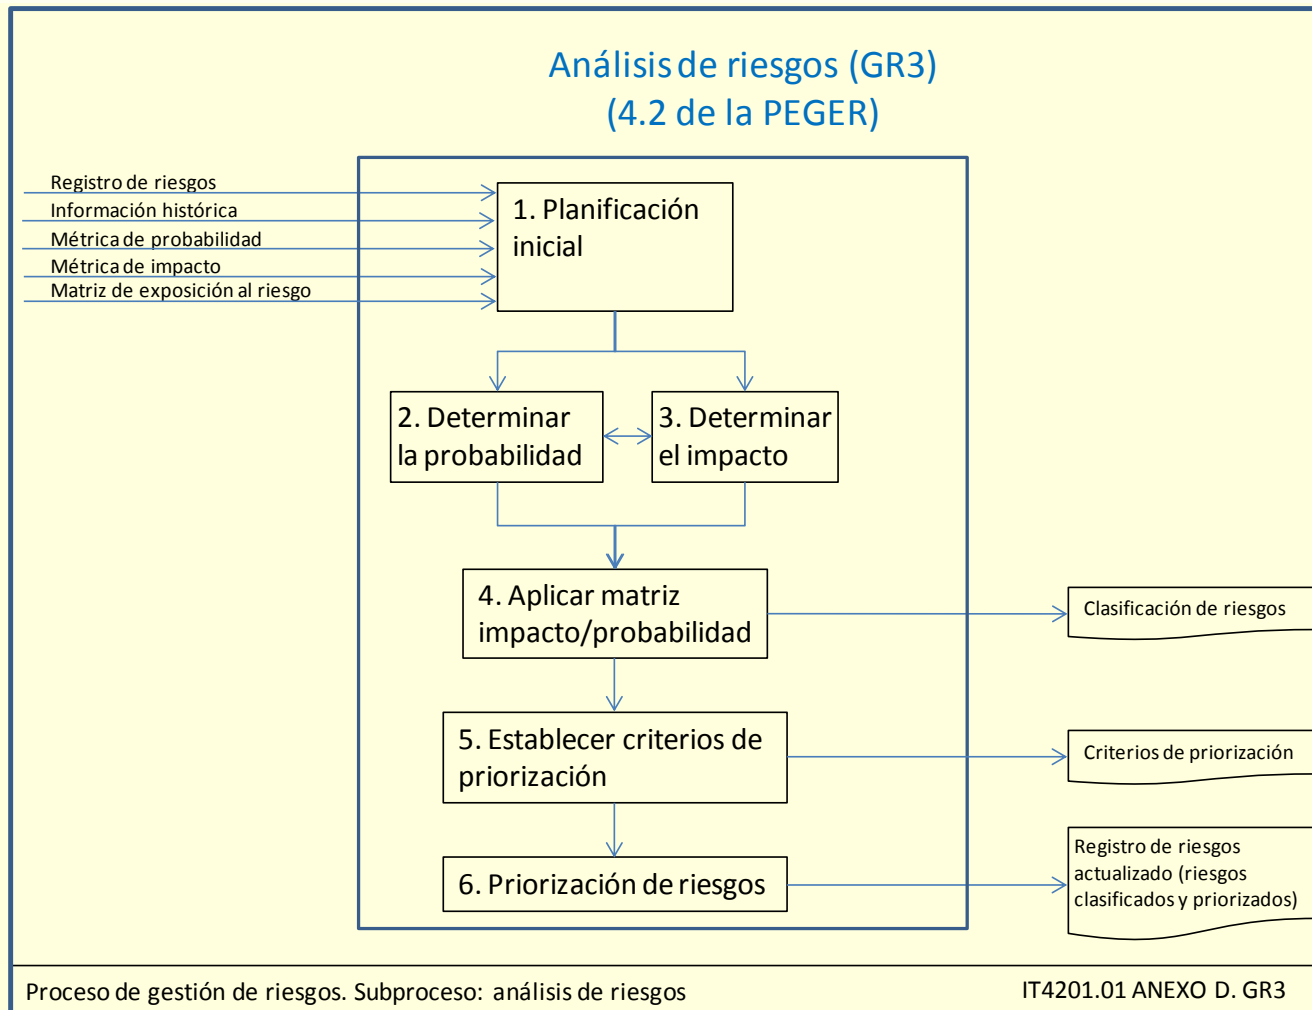 Análisis de riesgos (GR3)
(4.2 de la PEGER)
Registro de riesgos
Información histórica
Métrica de probabilidad
Métrica de impacto
Matriz de exposición al riesgo
1. Planificación
inicial
2. Determinar
la probabilidad
3. Determinar
el impacto
4. Aplicar matriz
impacto/probabilidad
Clasificación de riesgos
5. Establecer criterios de
priorización
Criterios de priorización
6. Priorización de riesgos
Registro de riesgos
actualizado (riesgos
clasificados y priorizados)
Proceso de gestión de riesgos. Subproceso: análisis de riesgos
IT4201.01 ANEXO D. GR3